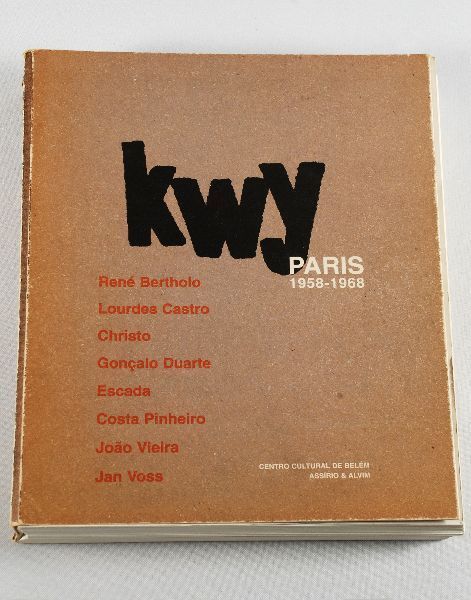 kwy
PARIS
1958-1968
René Bertholo
Lourdes Castro
Christo
Gonçalo Duarte
Escada
Costa Pinheiro
João Vieira
Jan Voss
CENTRO CULTURAL DE BELÉM
ASSÍRIO & ALVIM